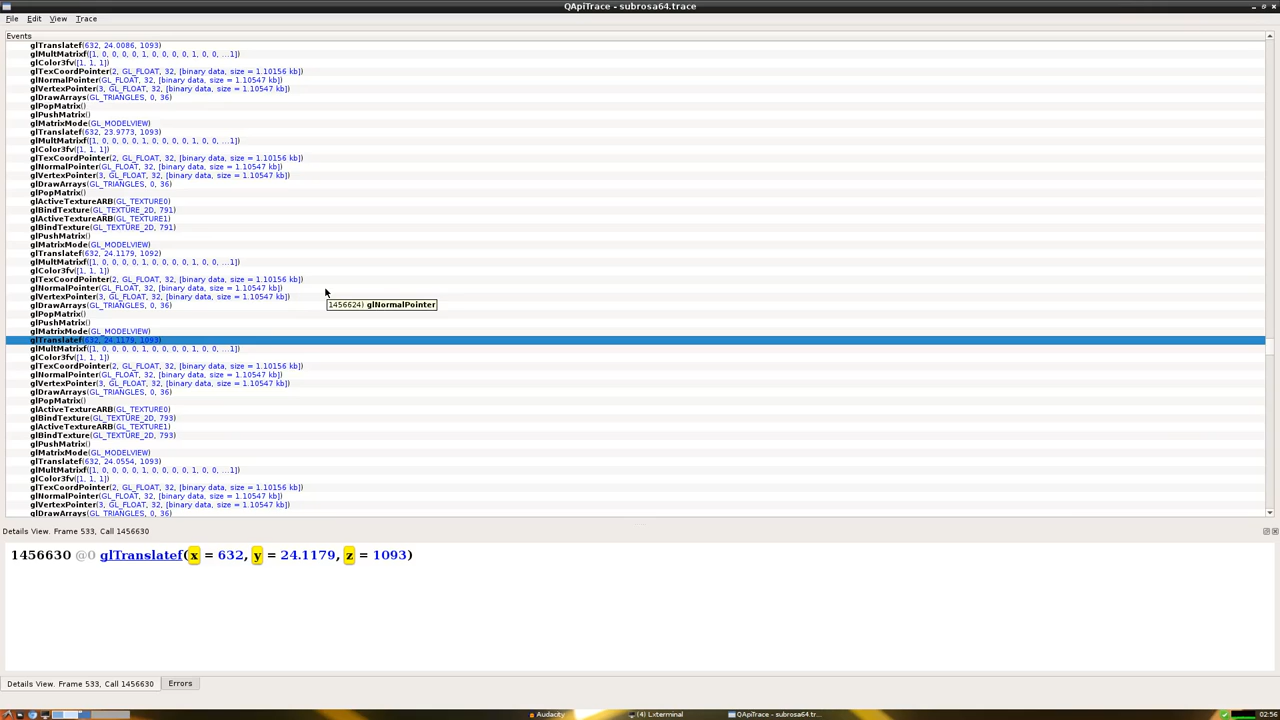 QApiTrace - subrosa64.trace
File Edit View Trace
Events
glTranslatef(632, 24.0086, 1093)
glMultMatrixf([1, 0, 0, 0, 0, 1, 0, 0, 0, 0, 1, 0, 0, ...1])
glColor3fv([1, 1, 1])
glTexCoordPointer(2, GL_FLOAT, 32, [binary data, size = 1.10156 kb])
glNormalPointer(GL_FLOAT, 32, [binary data, size = 1.10547 kb])
glVertexPointer(3, GL_FLOAT, 32, [binary data, size = 1.10547 kb])
glDrawArrays(GL_TRIANGLES, 0, 36)
glPopMatrix()
glPushMatrix()
glMatrixMode(GL_MODELVIEW)
glTranslatef(632, 23.9773, 1093)
glMultMatrixf([1, 0, 0, 0, 0, 1, 0, 0, 0, 0, 1, 0, 0, ...1])
glColor3fv([1, 1, 1])
glTexCoordPointer(2, GL_FLOAT, 32, [binary data, size = 1.10156 kb])
glNormalPointer(GL_FLOAT, 32, [binary data, size = 1.10547 kb])
glVertexPointer(3, GL_FLOAT, 32, [binary data, size = 1.10547 kb])
glDrawArrays(GL_TRIANGLES, 0, 36)
glPopMatrix()
glActiveTextureARB(GL_TEXTURE0)
glBindTexture(GL_TEXTURE_2D, 791)
glActiveTextureARB(GL_TEXTURE1)
glBindTexture(GL_TEXTURE_2D, 791)
glPushMatrix()
glMatrixMode(GL_MODELVIEW)
glTranslatef(632, 24.1179, 1092)
glMultMatrixf([1, 0, 0, 0, 0, 1, 0, 0, 0, 0, 1, 0, 0, ...1])
glColor3fv([1, 1, 1])
glTexCoordPointer(2, GL_FLOAT, 32, [binary data, size = 1.10156 kb])
glNormalPointer(GL_FLOAT, 32, [binary data, size = 1.10547 kb])
glVertexPointer(3, GL_FLOAT, 32, [binary data, size = 1.10547 kb])
1456624) glNormalPointer
glDrawArrays(GL_TRIANGLES, 0, 36)
glPopMatrix()
glPushMatrix()
glMatrixMode(GL_MODELVIEW)
glTranslatef(632, 24.1179, 1093)
glMultMatrixf([1, 0, 0, 0, 0, 1, 0, 0, 0, 0, 1, 0, 0, ...1])
glColor3fv([1, 1, 1])
glTexCoordPointer(2, GL_FLOAT, 32, [binary data, size = 1.10156 kb])
glNormalPointer(GL_FLOAT, 32, [binary data, size = 1.10547 kb])
glVertexPointer(3, GL_FLOAT, 32, [binary data, size = 1.10547 kb])
glDrawArrays(GL_TRIANGLES, 0, 36)
glPopMatrix()
glActiveTextureARB(GL_TEXTURE0)
glBindTexture(GL_TEXTURE_2D, 793)
glActiveTextureARB(GL_TEXTURE1)
glBindTexture(GL_TEXTURE_2D, 793)
glPushMatrix()
glMatrixMode(GL_MODELVIEW)
glTranslatef(632, 24.0554, 1093)
glMultMatrixf([1, 0, 0, 0, 0, 1, 0, 0, 0, 0, 1, 0, 0, ...1])
glColor3fv([1, 1, 1])
glTexCoordPointer(2, GL_FLOAT, 32, [binary data, size = 1.10156 kb])
glNormalPointer(GL_FLOAT, 32, [binary data, size = 1.10547 kb])
glVertexPointer(3, GL_FLOAT, 32, [binary data, size = 1.10547 kb])
glDrawArrays(GL_TRIANGLES, 0, 36)
Details View. Frame 533, Call 1456630
1456630 @0 glTranslatef(x = 632, y = 24.1179, z = 1093)
Details View. Frame 533, Call 1456630 Errors
Audacity (4) Lxterminal QApiTrace - subrosa64.tra... 02:56